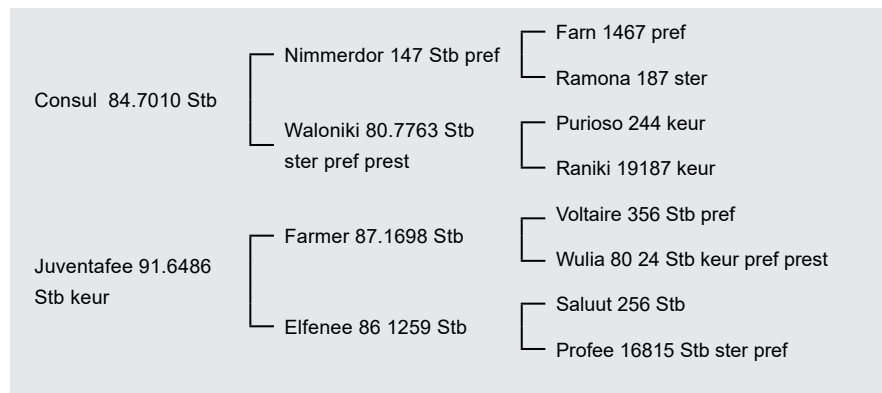 Consul 84.7010 Stb
Nimmerdor 147 Stb pref
Farn 1467 pref
Ramona 187 ster
Waloniki 80.7763 Stb
ster pref prest
Purioso 244 keur
Raniki 19187 keur
Juventafee 91.6486
Stb keur
Farmer 87.1698 Stb
Voltaire 356 Stb pref
Wulia 80 24 Stb keur pref prest
Elfenee 86 1259 Stb
Saluut 256 Stb
Profee 16815 Stb ster pref